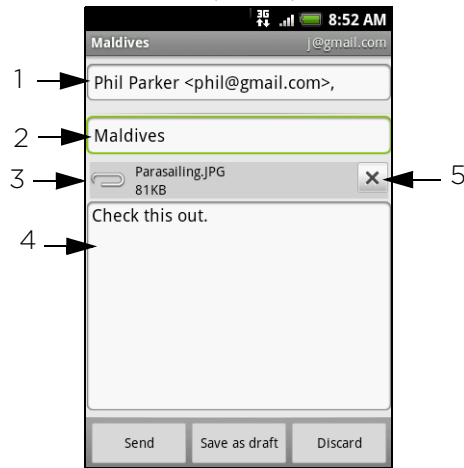 3G 8:52 AM
Maldives j@gmail.com
1 Phil Parker <phil@gmail.com>,
2 Maldives
3 Parasailing.JPG 5
81KB
Check this out.
4
Send Save as draft Discard